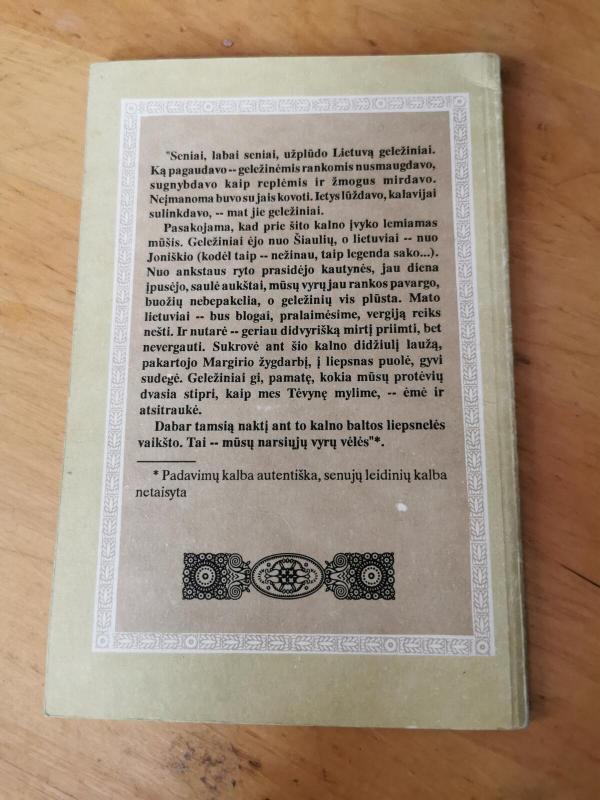 "Seniai, labai seniai, užplūdo Lietuvą geležiniai.
Ką pagaudavo -- geležinėmis rankomis nusmaugdavo,
sugnybdavo kaip replėmis ir žmogus mirdavo.
Neįmanoma buvo su jais kovoti. Ietys lūždavo, kalavijai
sulinkdavo, -- mat jie geležiniai.
Pasakojama, kad prie šito kalno įvyko lemiamas
mūšis. Geležiniai ėjo nuo Šiaulių, o lietuviai -- nuo
Joniškio (kodėl taip -- nežinau, taip legenda sako...).
Nuo ankstaus ryto prasidėjo kautynės, jau diena
įpusėjo, saulė aukštai, mūsų vyrų jau rankos pavargo,
buožių nebepakelia, o geležinių vis plūsta. Mato
lietuviai -- bus blogai, pralaimėsime, vergiją reiks
nešti. Ir nutarė -- geriau didvyrišką mirtį priimti, bet
nevergauti. Sukrovė ant šio kalno didžiulį laužą,
pakartojo Margirio žygdarbį, į liepsnas puolė, gyvi
sudegė. Geležiniai gi, pamatę, kokia mūsų protėvių
dvasia stipri, kaip mes Tėvynę mylime, -- ėmė ir
atsitraukė.
Dabar tamsią naktį ant to kalno baltos liepsnelės
vaikšto. Tai -- mūsų narsiųjų vyrų vėlės"*.
* Padavimų kalba autentiška, senųjų leidinių kalba
netaisyta